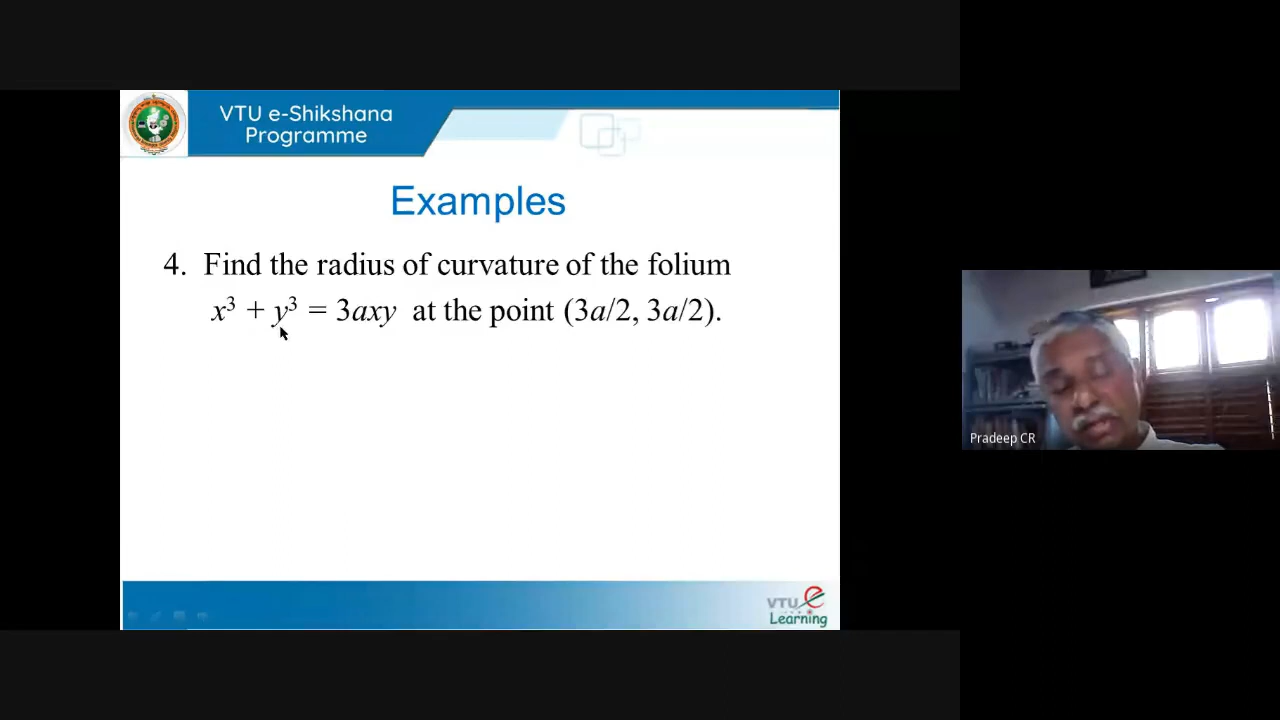 VTU e-Shikshana
Programme
Examples
4. Find the radius of curvature of the folium
x³ + y³ = 3axy at the point (3a/2, 3a/2).
Pradeep CR
VTU e
Learning